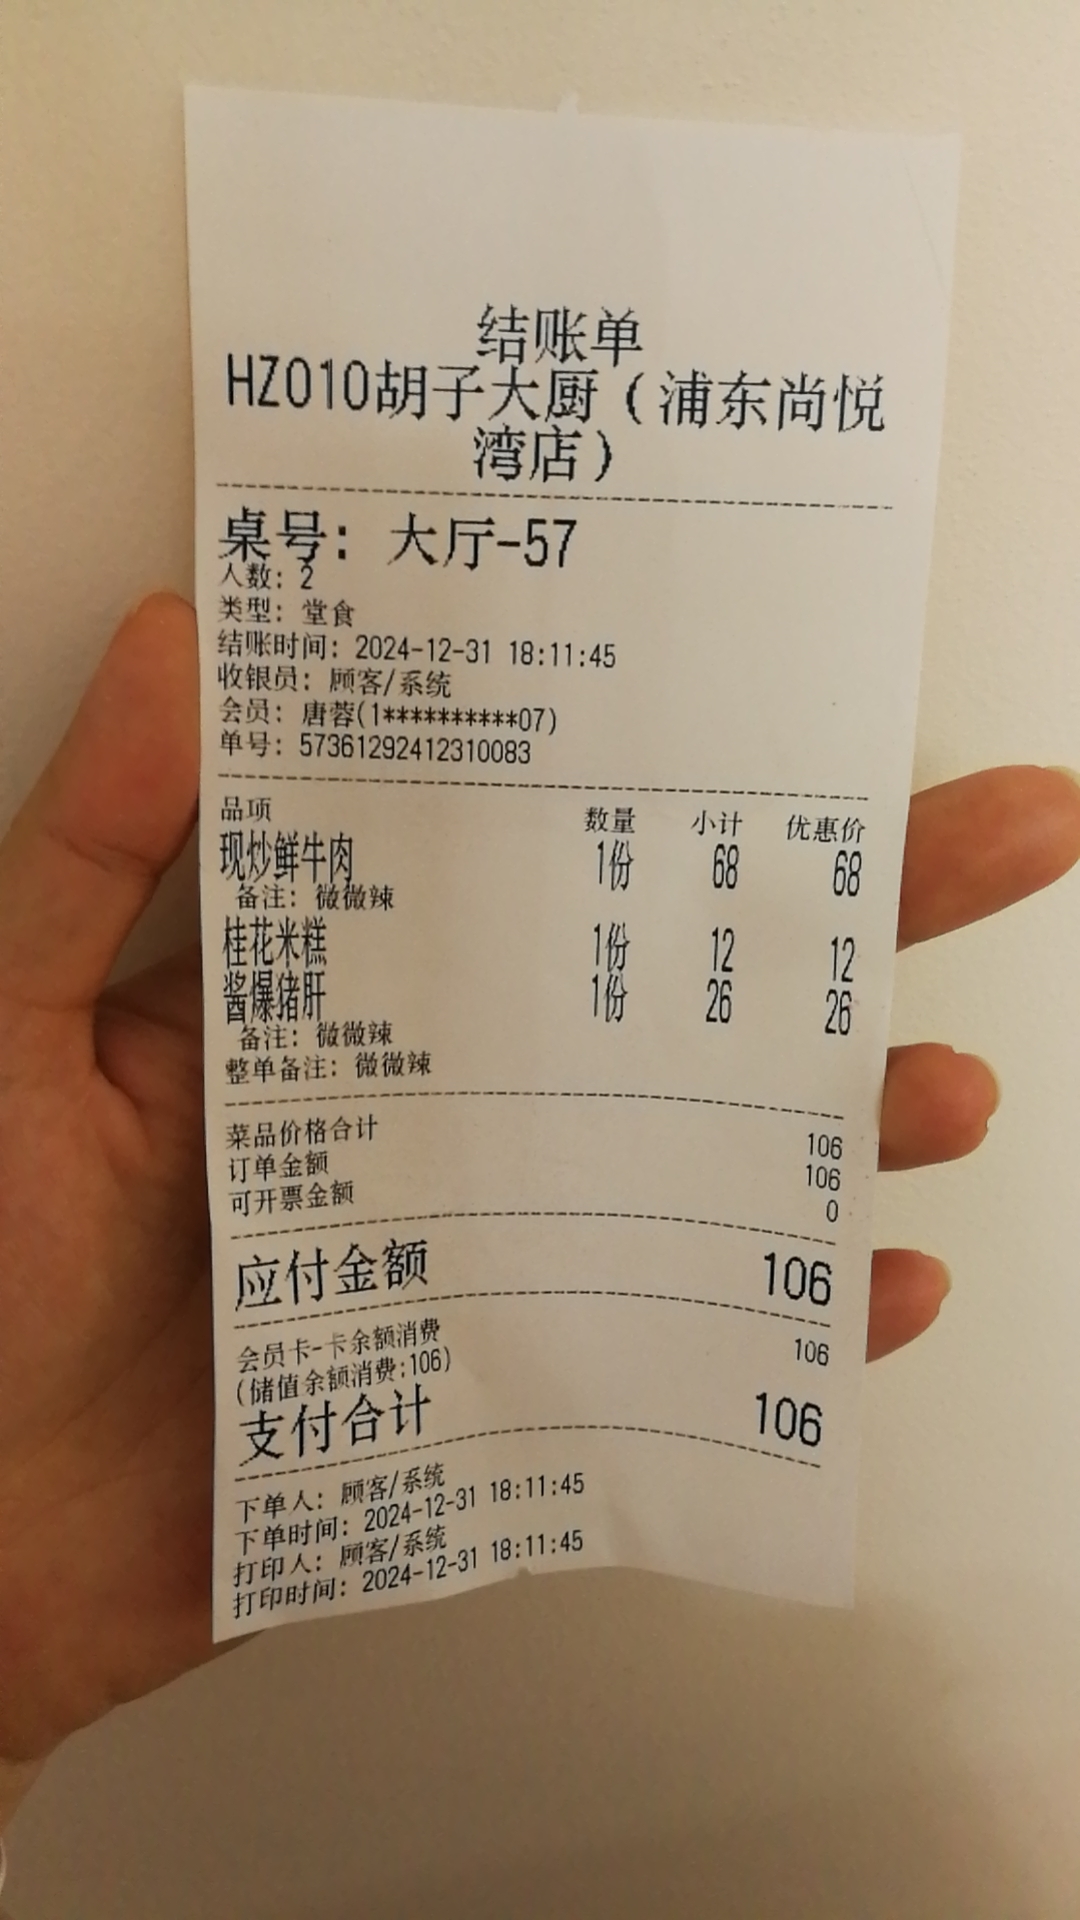 结账单
HZ010胡子大厨（浦东尚悦
湾店）
桌号: 大厅-57
人数: 2
类型: 堂食
结账时间: 2024-12-31 18:11:45
收银员: 顾客/系统
会员: 唐蓉(1**********07)
单号: 57361292412310083
品项 数量 小计 优惠价
现炒鲜牛肉 1份 68 68
备注: 微微辣
桂花米糕 1份 12 12
酱爆猪肝 1份 26 26
备注: 微微辣
整单备注: 微微辣
菜品价格合计 106
订单金额 106
可开票金额 0
应付金额 106
会员卡-卡余额消费 106
(储值余额消费:106)
支付合计 106
下单人: 顾客/系统
下单时间: 2024-12-31 18:11:45
打印人: 顾客/系统
打印时间: 2024-12-31 18:11:45